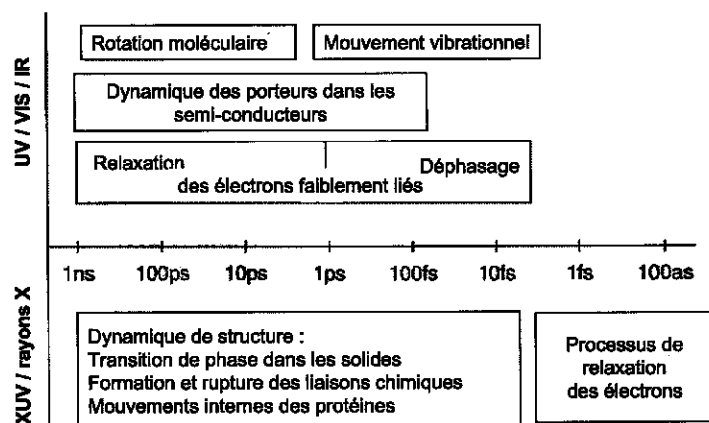 UV / VIS / IR
Rotation moléculaire
Mouvement vibrationnel
Dynamique des porteurs dans les
semi-conducteurs
Relaxation
Déphasage
des électrons faiblement liés
1ns 100ps 10ps 1ps 100fs 10fs 1fs 100as
XUV / rayons X
Dynamique de structure :
Transition de phase dans les solides
Formation et rupture des liaisons chimiques
Mouvements internes des protéines
Processus de
relaxation
des électrons